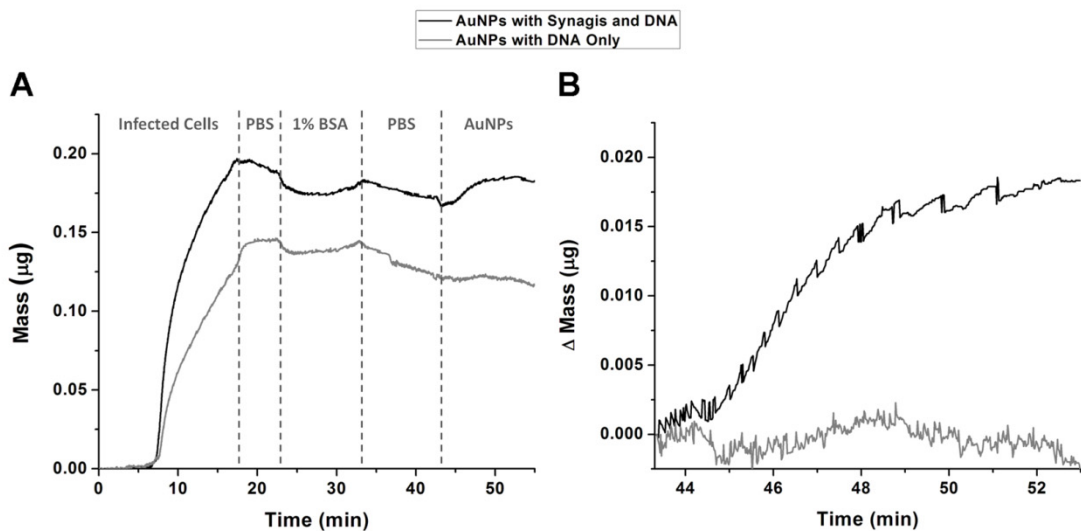 AuNPs with Synagis and DNA
AuNPs with DNA Only
A
Infected Cells PBS 1% BSA PBS AuNPs
0.20
0.15
0.10
0.05
0.00
Mass (μg)
0 10 20 30 40 50
Time (min)
B
0.020
0.015
0.010
0.005
0.000
Δ Mass (μg)
44 46 48 50 52
Time (min)